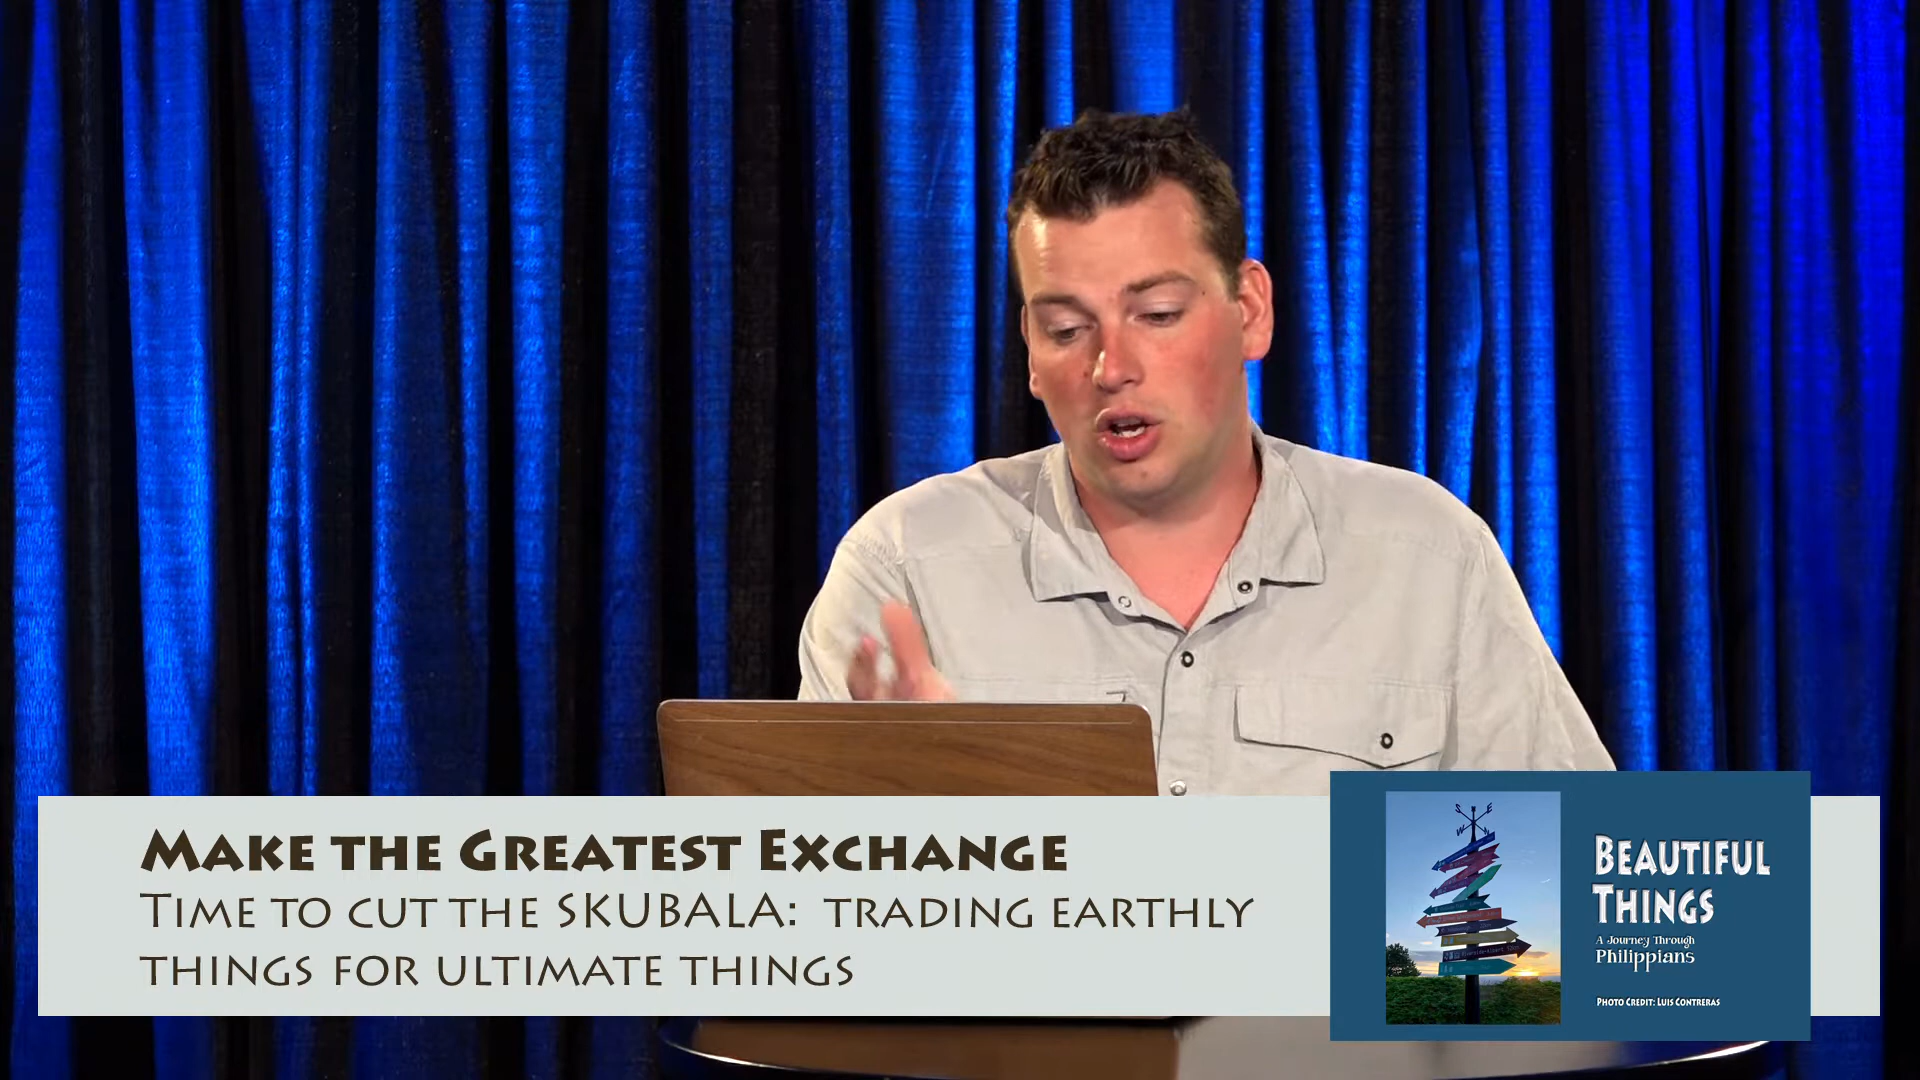 Make the Greatest Exchange
Time to cut the SKUBALA: trading earthly
things for ultimate things
S E
W N
Beautiful
Things
A Journey Through
Philippians
Photo Credit: Luis Contreras